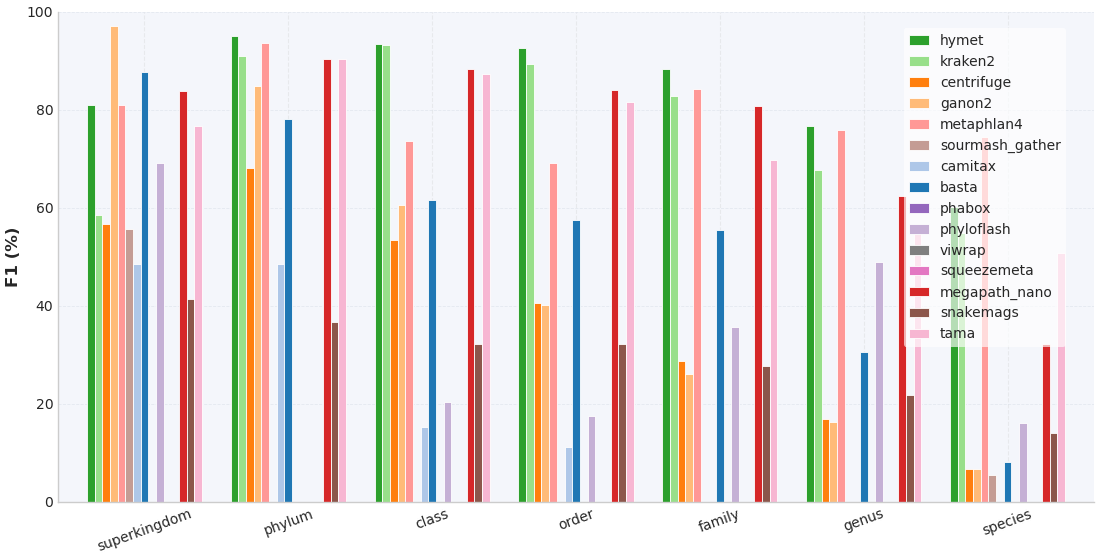 F1 (%)
100
80
60
40
20
0
superkingdom
phylum
class
order
family
genus
species
hymet
kraken2
centrifuge
ganon2
metaphlan4
sourmash_gather
camitax
basta
phabox
phyloflash
viwrap
squeezemeta
megapath_nano
snakemags
tama